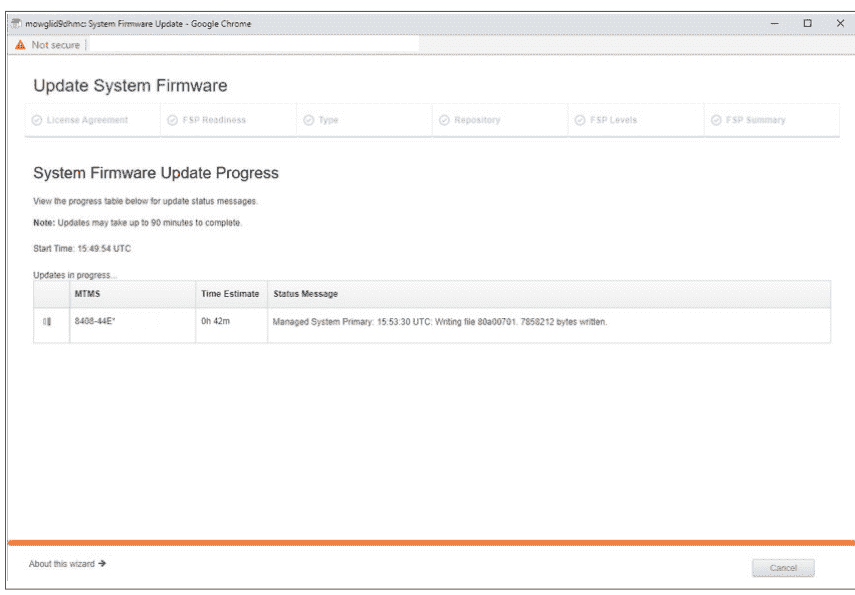 mowglid9dhmc: System Firmware Update - Google Chrome
Not secure
Update System Firmware
License Agreement FSP Readiness Type Repository FSP Levels FSP Summary
System Firmware Update Progress
View the progress table below for update status messages.
Note: Updates may take up to 90 minutes to complete.
Start Time: 15:49:54 UTC
Updates in progress...
MTMS Time Estimate Status Message
8408-44E* 0h 42m Managed System Primary: 15:53:30 UTC: Writing file 80a00701. 7858212 bytes written.
About this wizard →
Cancel